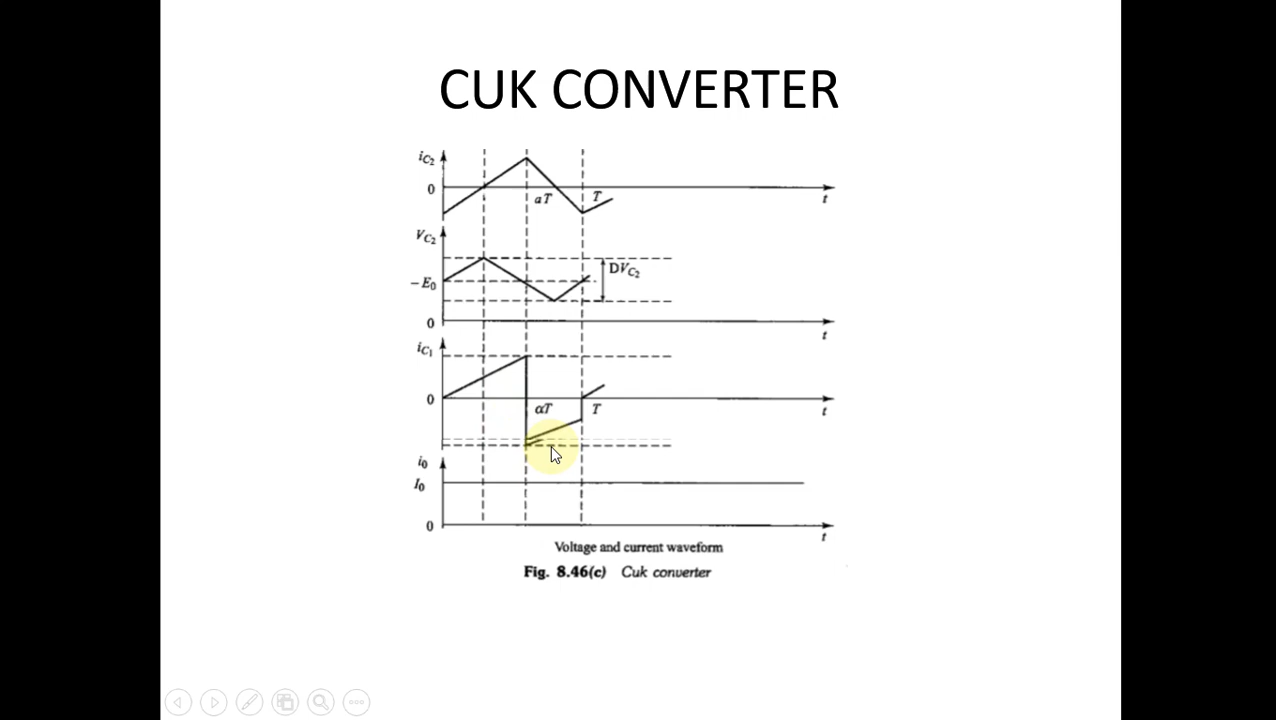 CUK CONVERTER
iC2
0
aT
T
t
VC2
DVC2
−E0
0
t
iC1
0
αT
T
t
i0
I0
0
t
Voltage and current waveform
Fig. 8.46(c) Cuk converter